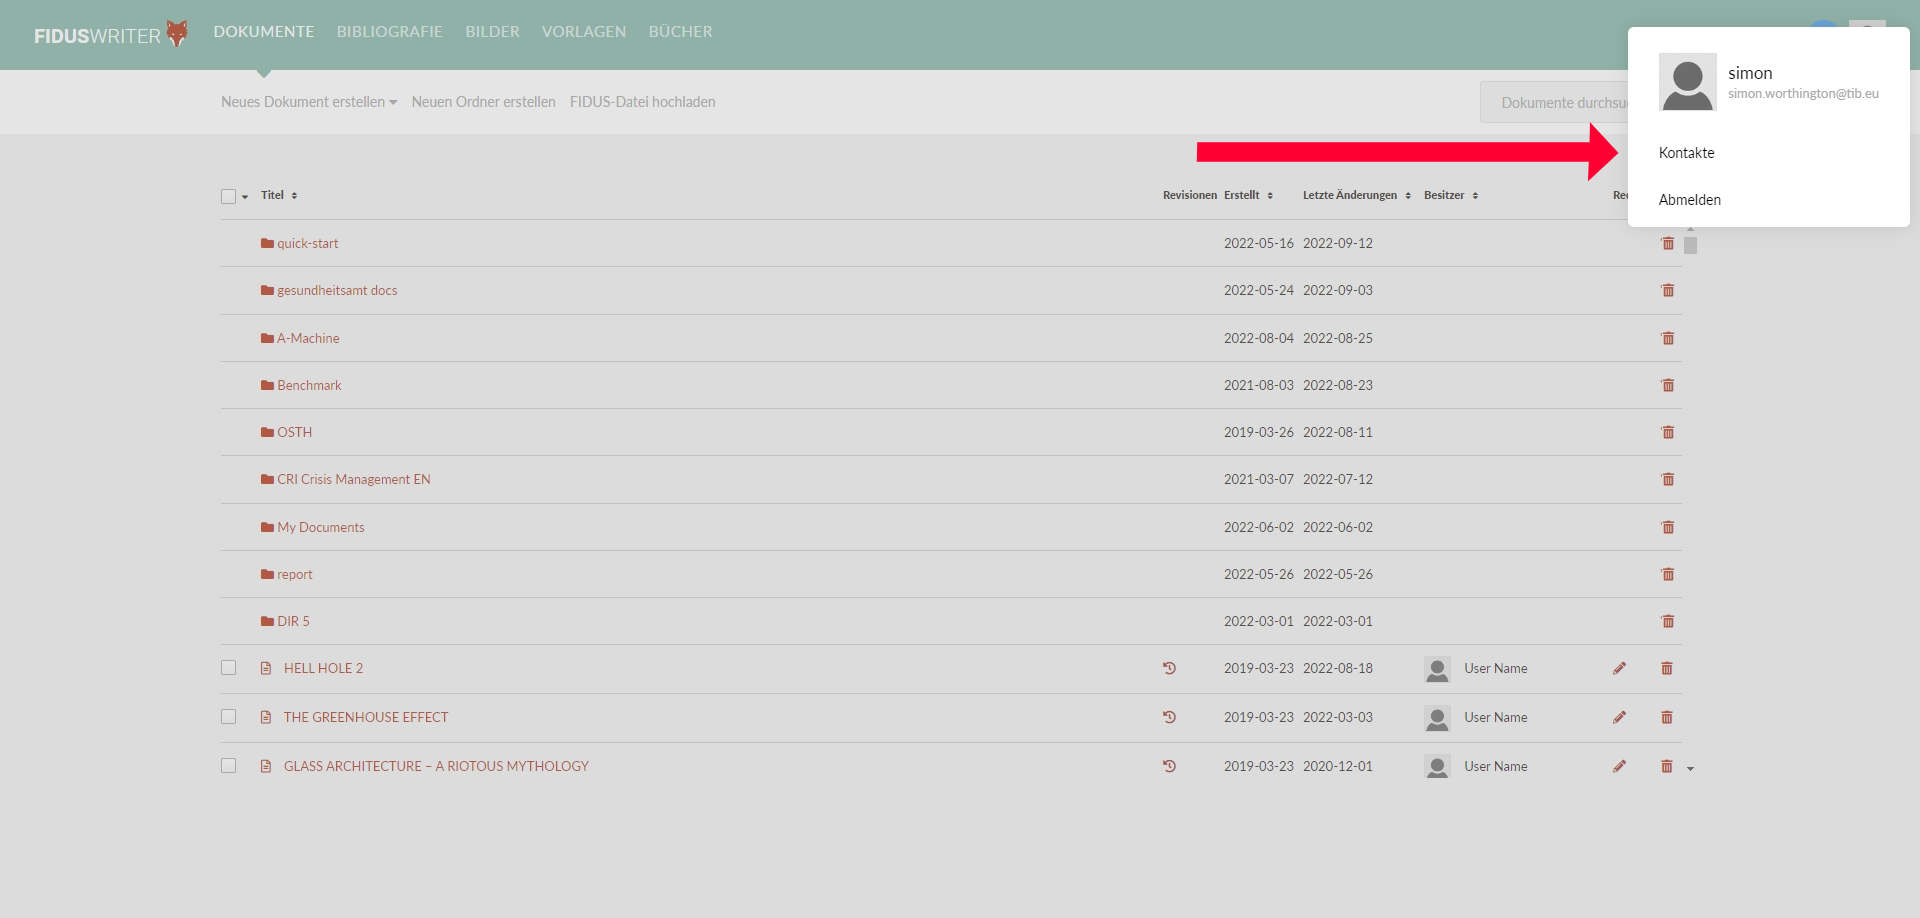 FIDUSWRITER DOKUMENTE BIBLIOGRAFIE BILDER VORLAGEN BÜCHER
simon
simon.worthington@tib.eu
Kontakte
Abmelden
Neues Dokument erstellen Neuen Ordner erstellen FIDUS-Datei hochladen Dokumente durchsu
Titel Revisionen Erstellt Letzte Änderungen Besitzer Rec
quick-start 2022-05-16 2022-09-12
gesundheitsamt docs 2022-05-24 2022-09-03
A-Machine 2022-08-04 2022-08-25
Benchmark 2021-08-03 2022-08-23
OSTH 2019-03-26 2022-08-11
CRI Crisis Management EN 2021-03-07 2022-07-12
My Documents 2022-06-02 2022-06-02
report 2022-05-26 2022-05-26
DIR 5 2022-03-01 2022-03-01
HELL HOLE 2 2019-03-23 2022-08-18 User Name
THE GREENHOUSE EFFECT 2019-03-23 2022-03-03 User Name
GLASS ARCHITECTURE – A RIOTOUS MYTHOLOGY 2019-03-23 2020-12-01 User Name